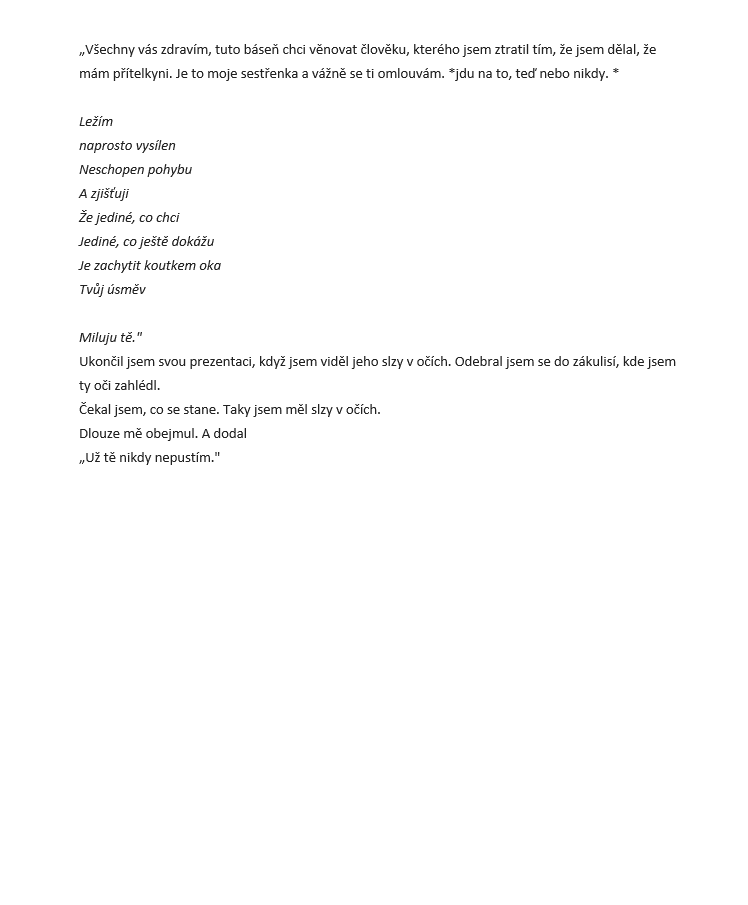 „Všechny vás zdravím, tuto báseň chci věnovat člověku, kterého jsem ztratil tím, že jsem dělal, že
mám přítelkyni. Je to moje sestřenka a vážně se ti omlouvám. *jdu na to, teď nebo nikdy. *
Ležím
naprosto vysílen
Neschopen pohybu
A zjišťuji
Že jediné, co chci
Jediné, co ještě dokážu
Je zachytit koutkem oka
Tvůj úsměv
Miluju tě."
Ukončil jsem svou prezentaci, když jsem viděl jeho slzy v očích. Odebral jsem se do zákulisí, kde jsem
ty oči zahlédl.
Čekal jsem, co se stane. Taky jsem měl slzy v očích.
Dlouze mě obejmul. A dodal
„Už tě nikdy nepustím."